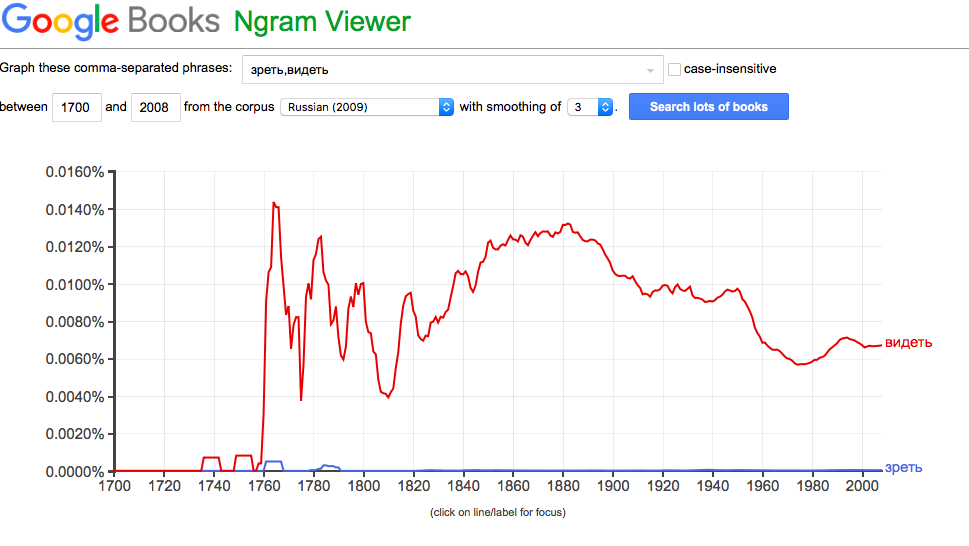 Google Books Ngram Viewer
Graph these comma-separated phrases: зреть,видеть case-insensitive
between 1700 and 2008 from the corpus Russian (2009) with smoothing of 3 . Search lots of books
0.0160%
0.0140%
0.0120%
0.0100%
0.0080%
0.0060%
0.0040%
0.0020%
0.0000%
видеть
зреть
1700 1720 1740 1760 1780 1800 1820 1840 1860 1880 1900 1920 1940 1960 1980 2000
(click on line/label for focus)